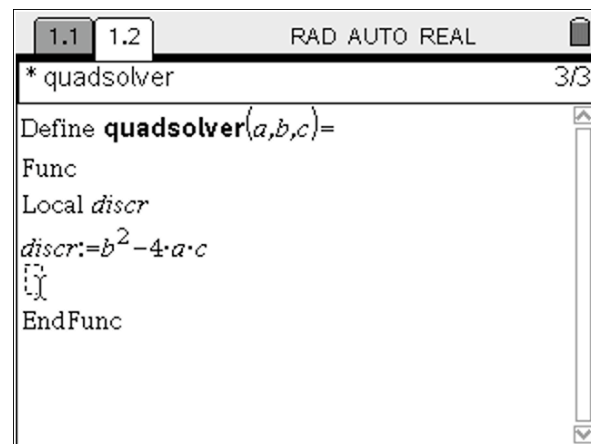 1.1 1.2 RAD AUTO REAL
* quadsolver 3/3
Define quadsolver(a,b,c)=
Func
Local discr
discr:=b²−4·a·c
EndFunc